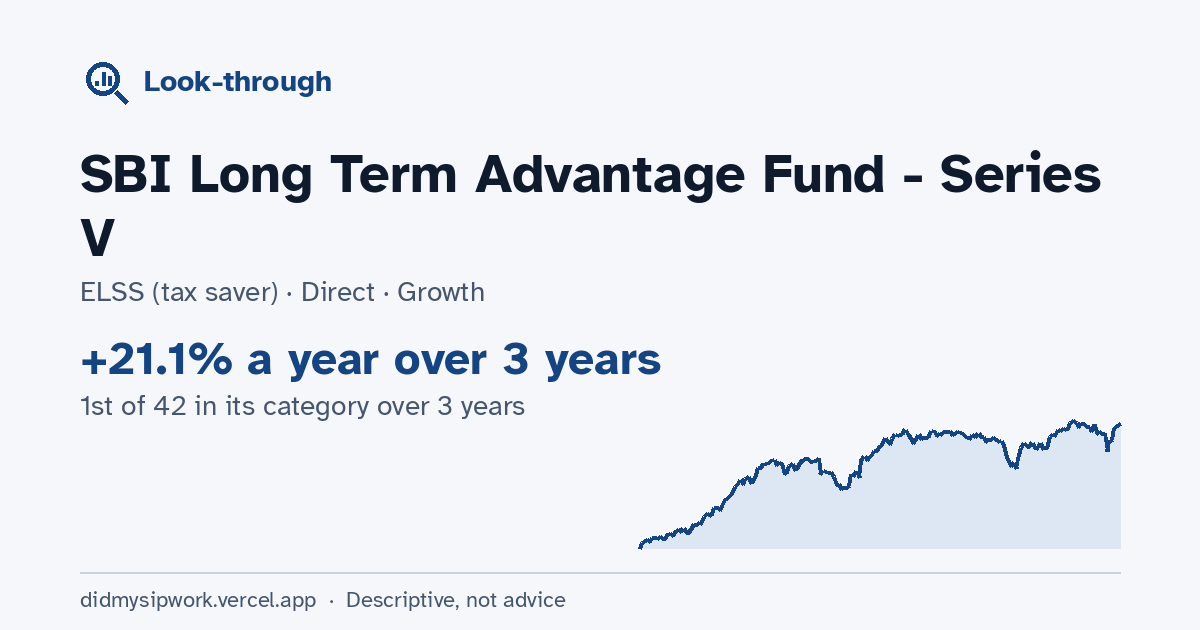 Look-through
SBI Long Term Advantage Fund - Series
V
ELSS (tax saver) · Direct · Growth
+21.1% a year over 3 years
1st of 42 in its category over 3 years
didmysipwork.vercel.app · Descriptive, not advice